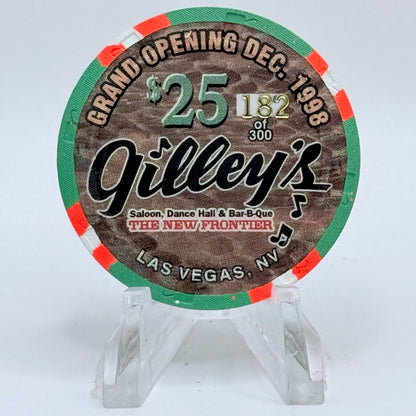 GRAND OPENING DEC. 1998
$25 182
of
300
Gilley's
Saloon, Dance Hall & Bar-B-Que
THE NEW FRONTIER
LAS VEGAS, NV